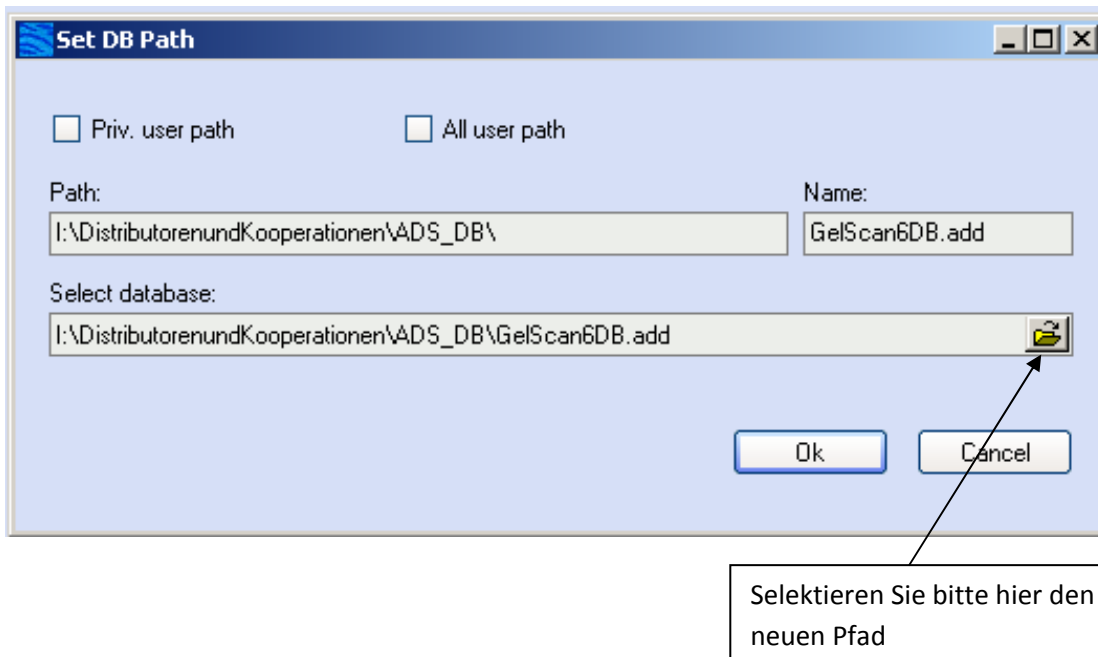 Set DB Path
Priv. user path
All user path
Path:
Name:
I:\DistributorenundKooperationen\ADS_DB\
GelScan6DB.add
Select database:
I:\DistributorenundKooperationen\ADS_DB\GelScan6DB.add
Ok
Cancel
Selektieren Sie bitte hier den
neuen Pfad